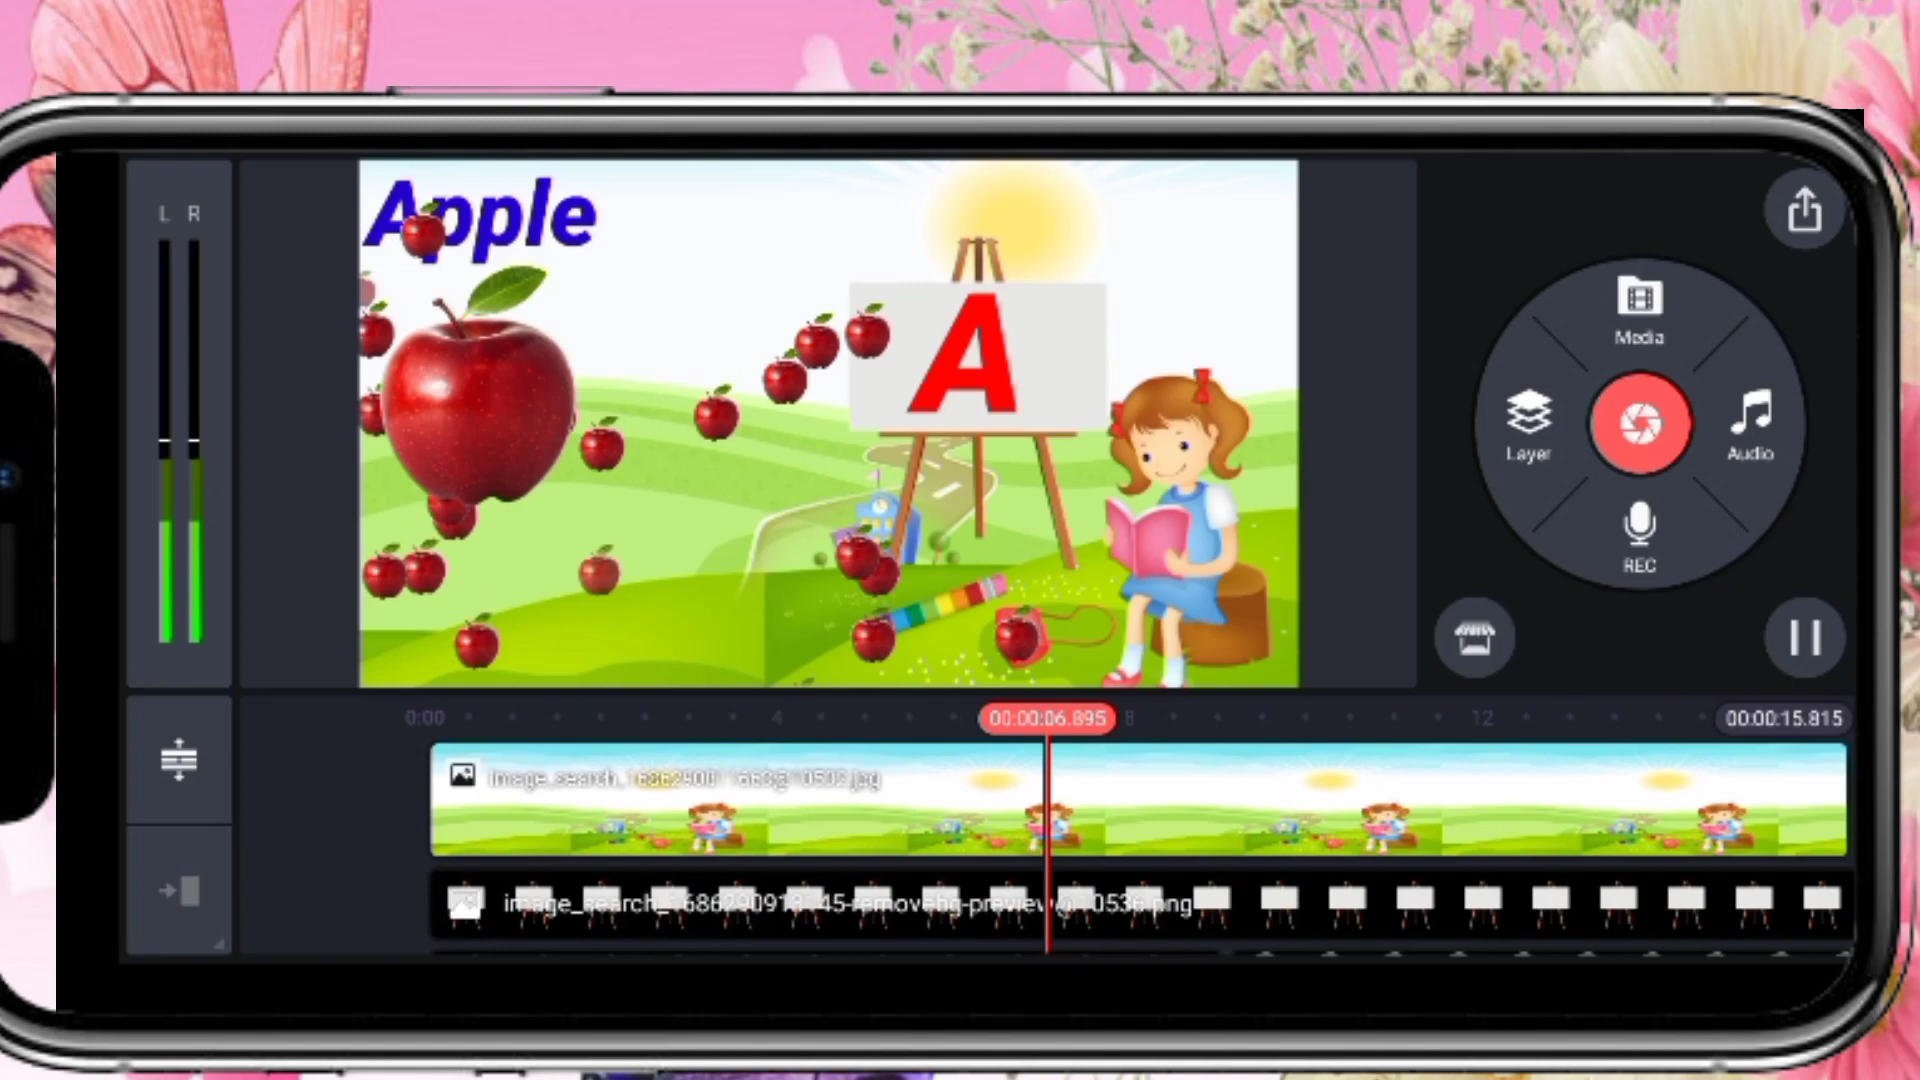 L R
Apple
A
Media
Layer
Audio
REC
0:00
4
00:00:06.895
8
12
00:00:15.815